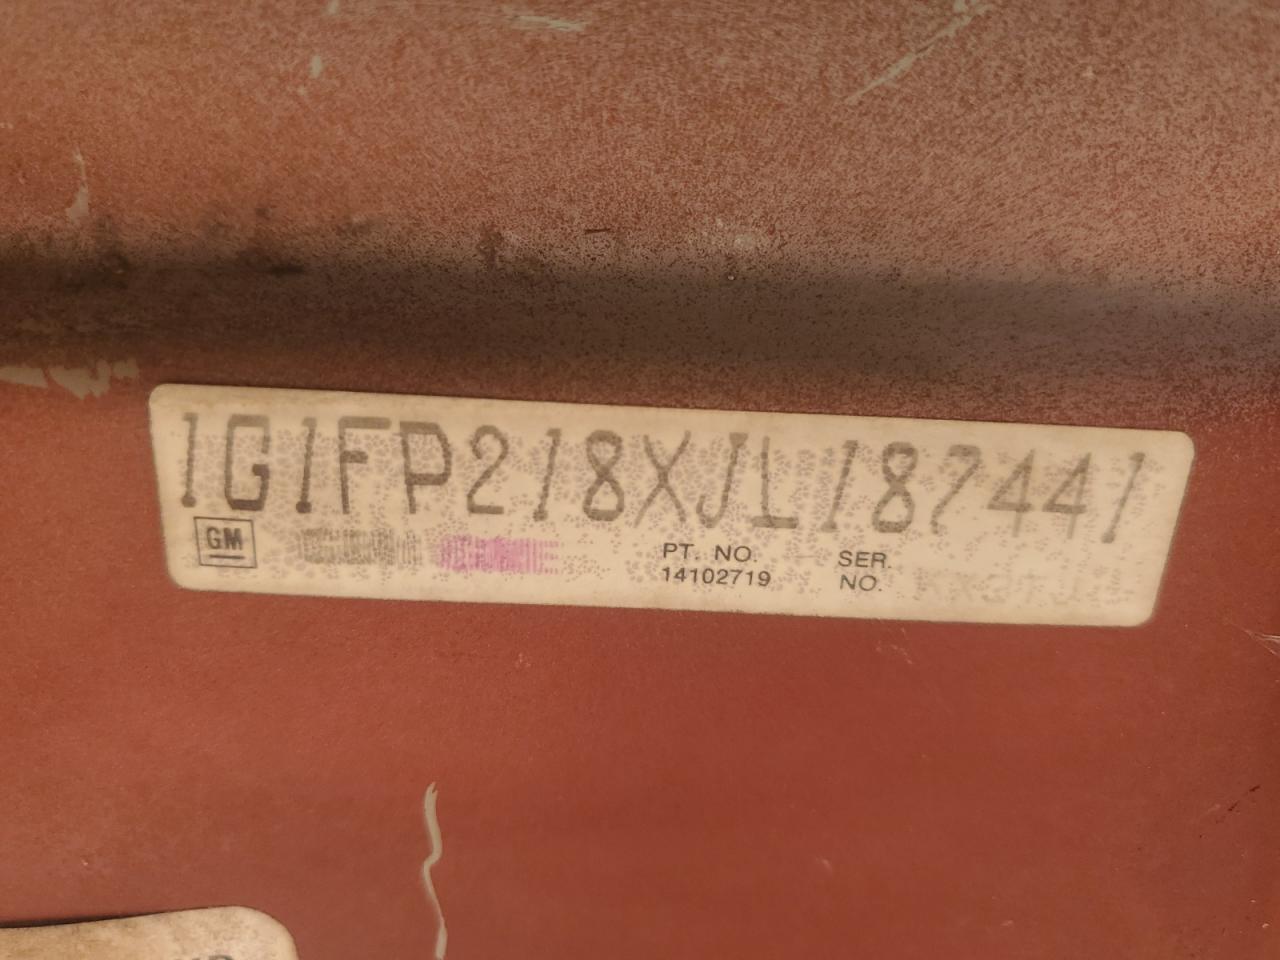 1G1FP218XJL187441
GM
PT. NO. SER.
14102719 NO.